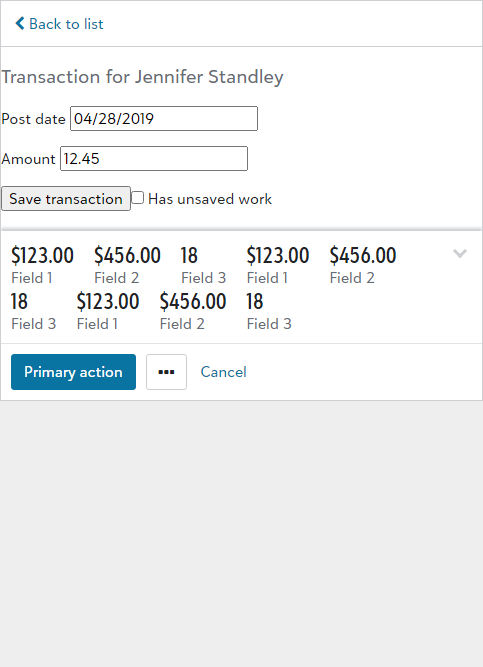 Back to list
Transaction for Jennifer Standley
Post date 04/28/2019
Amount 12.45
Save transaction Has unsaved work
$123.00 $456.00 18 $123.00 $456.00
Field 1 Field 2 Field 3 Field 1 Field 2
18 $123.00 $456.00 18
Field 3 Field 1 Field 2 Field 3
Primary action ••• Cancel